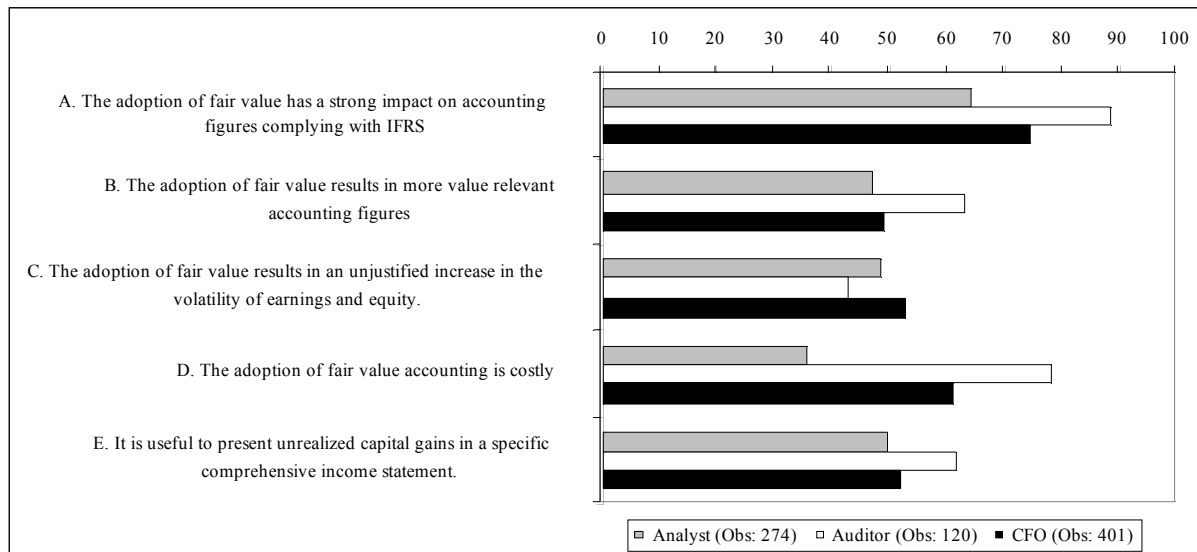 0 10 20 30 40 50 60 70 80 90 100
A. The adoption of fair value has a strong impact on accounting
figures complying with IFRS
B. The adoption of fair value results in more value relevant
accounting figures
C. The adoption of fair value results in an unjustified increase in the
volatility of earnings and equity.
D. The adoption of fair value accounting is costly
E. It is useful to present unrealized capital gains in a specific
comprehensive income statement.
Analyst (Obs: 274) Auditor (Obs: 120) CFO (Obs: 401)